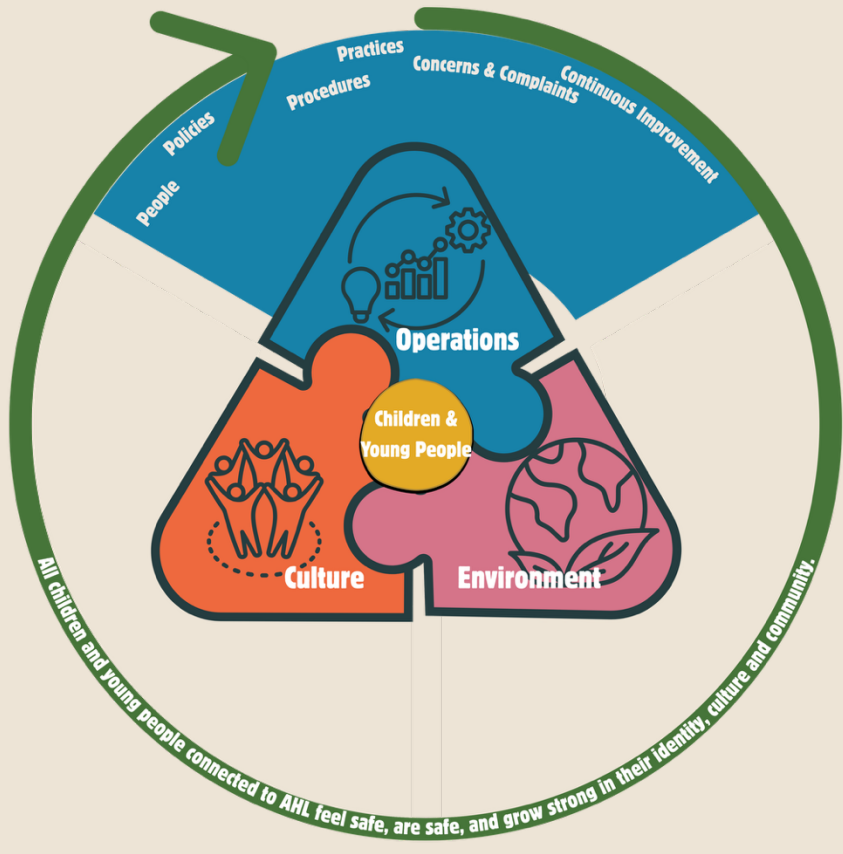 People
Policies
Procedures
Practices
Concerns & Complaints
Continuous Improvement
Operations
Children &
Young People
Culture
Environment
All children and young people connected to AHL feel safe, are safe, and grow strong in their identity, culture and community.